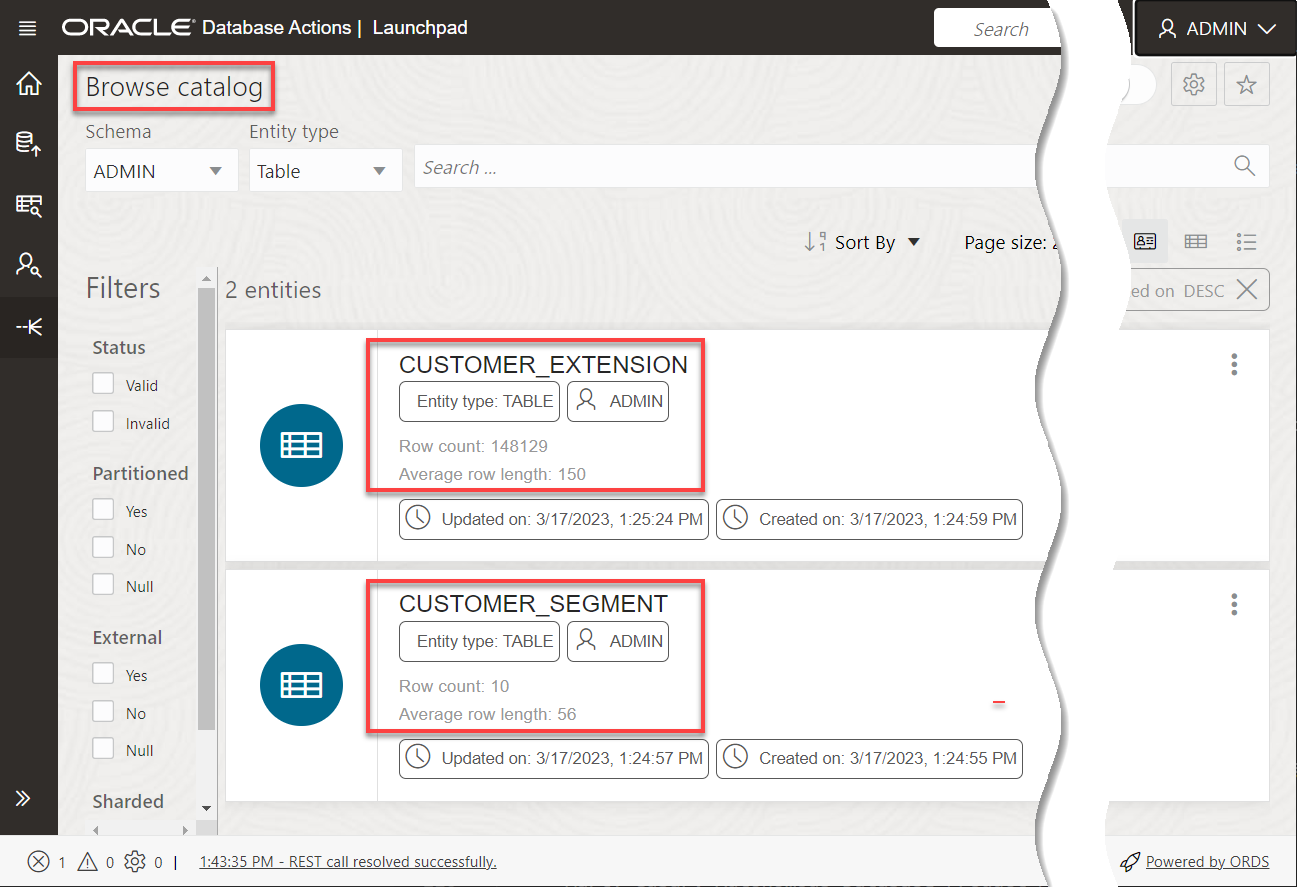 ORACLE Database Actions | Launchpad
Search
ADMIN
Browse catalog
Schema
Entity type
ADMIN
Table
Search ...
Sort By
Page size:
on DESC
Filters
2 entities
Status
Valid
Invalid
Partitioned
Yes
No
Null
External
Yes
No
Null
Sharded
CUSTOMER_EXTENSION
Entity type: TABLE
ADMIN
Row count: 148129
Average row length: 150
Updated on: 3/17/2023, 1:25:24 PM
Created on: 3/17/2023, 1:24:59 PM
CUSTOMER_SEGMENT
Entity type: TABLE
ADMIN
Row count: 10
Average row length: 56
Updated on: 3/17/2023, 1:24:57 PM
Created on: 3/17/2023, 1:24:55 PM
1 0 0 | 1:43:35 PM - REST call resolved successfully.
Powered by ORDS